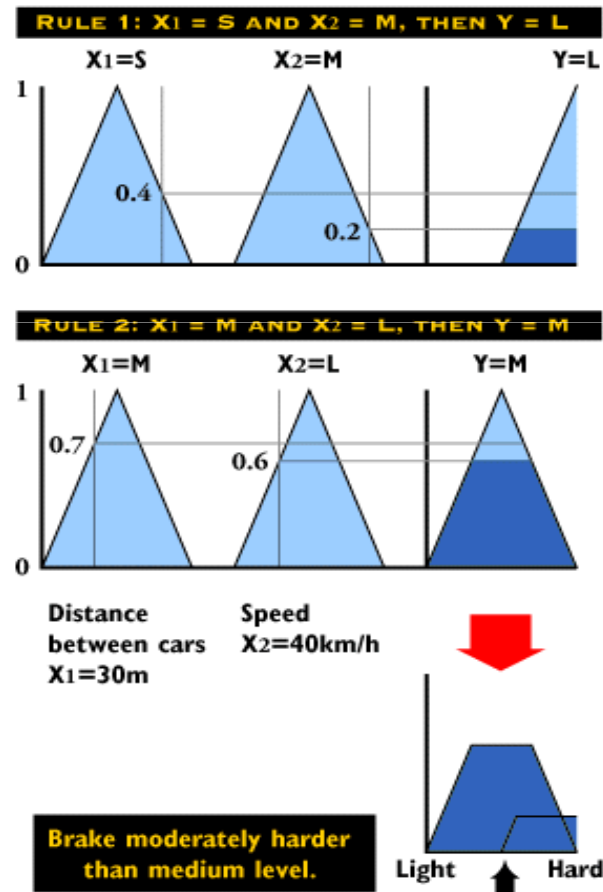 RULE 1: X1 = S AND X2 = M, THEN Y = L
X1=S X2=M Y=L
1
0.4
0.2
0
RULE 2: X1 = M AND X2 = L, THEN Y = M
X1=M X2=L Y=M
1
0.7
0.6
0
Distance
between cars
X1=30m
Speed
X2=40km/h
Brake moderately harder
than medium level.
Light Hard